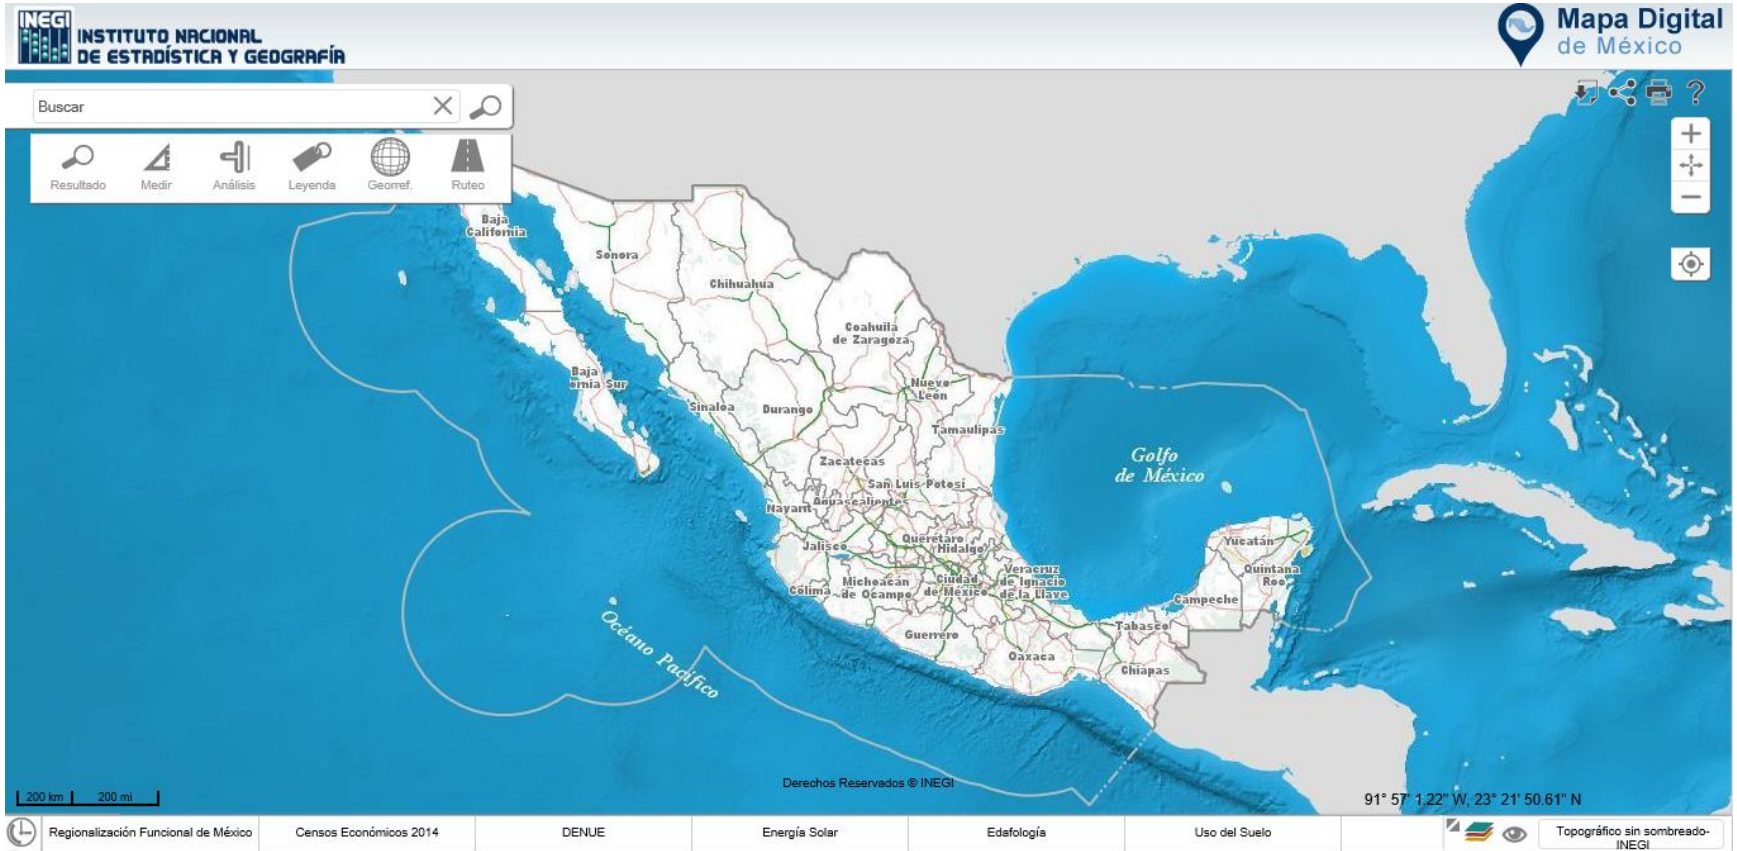 INEGI
INSTITUTO NACIONAL
DE ESTADÍSTICA Y GEOGRAFÍA
Mapa Digital
de México
Buscar
Resultado
Medir
Análisis
Leyenda
Georref.
Ruteo
Baja
California
Sonora
Chihuahua
Coahuila
de Zaragoza
Baja
ornia Sur
Nuevo
León
Sinaloa
Durango
Tamaulipas
Zacatecas
San Luis Potosí
Aguascalientes
Nayarit
Golfo
de México
Jalisco
Querétaro
Hidalgo
Yucatán
Quintana
Roo
Campeche
Colima
Michoacán
de Ocampo
Ciudad
de México
Veracruz
de Ignacio
de la Llave
Tabasco
Guerrero
Oaxaca
Chiapas
Océano Pacífico
Derechos Reservados © INEGI
200 km
200 mi
91° 57' 1.22" W, 23° 21' 50.61" N
Regionalización Funcional de México
Censos Económicos 2014
DENUE
Energía Solar
Edafología
Uso del Suelo
Topográfico sin sombreado-
INEGI